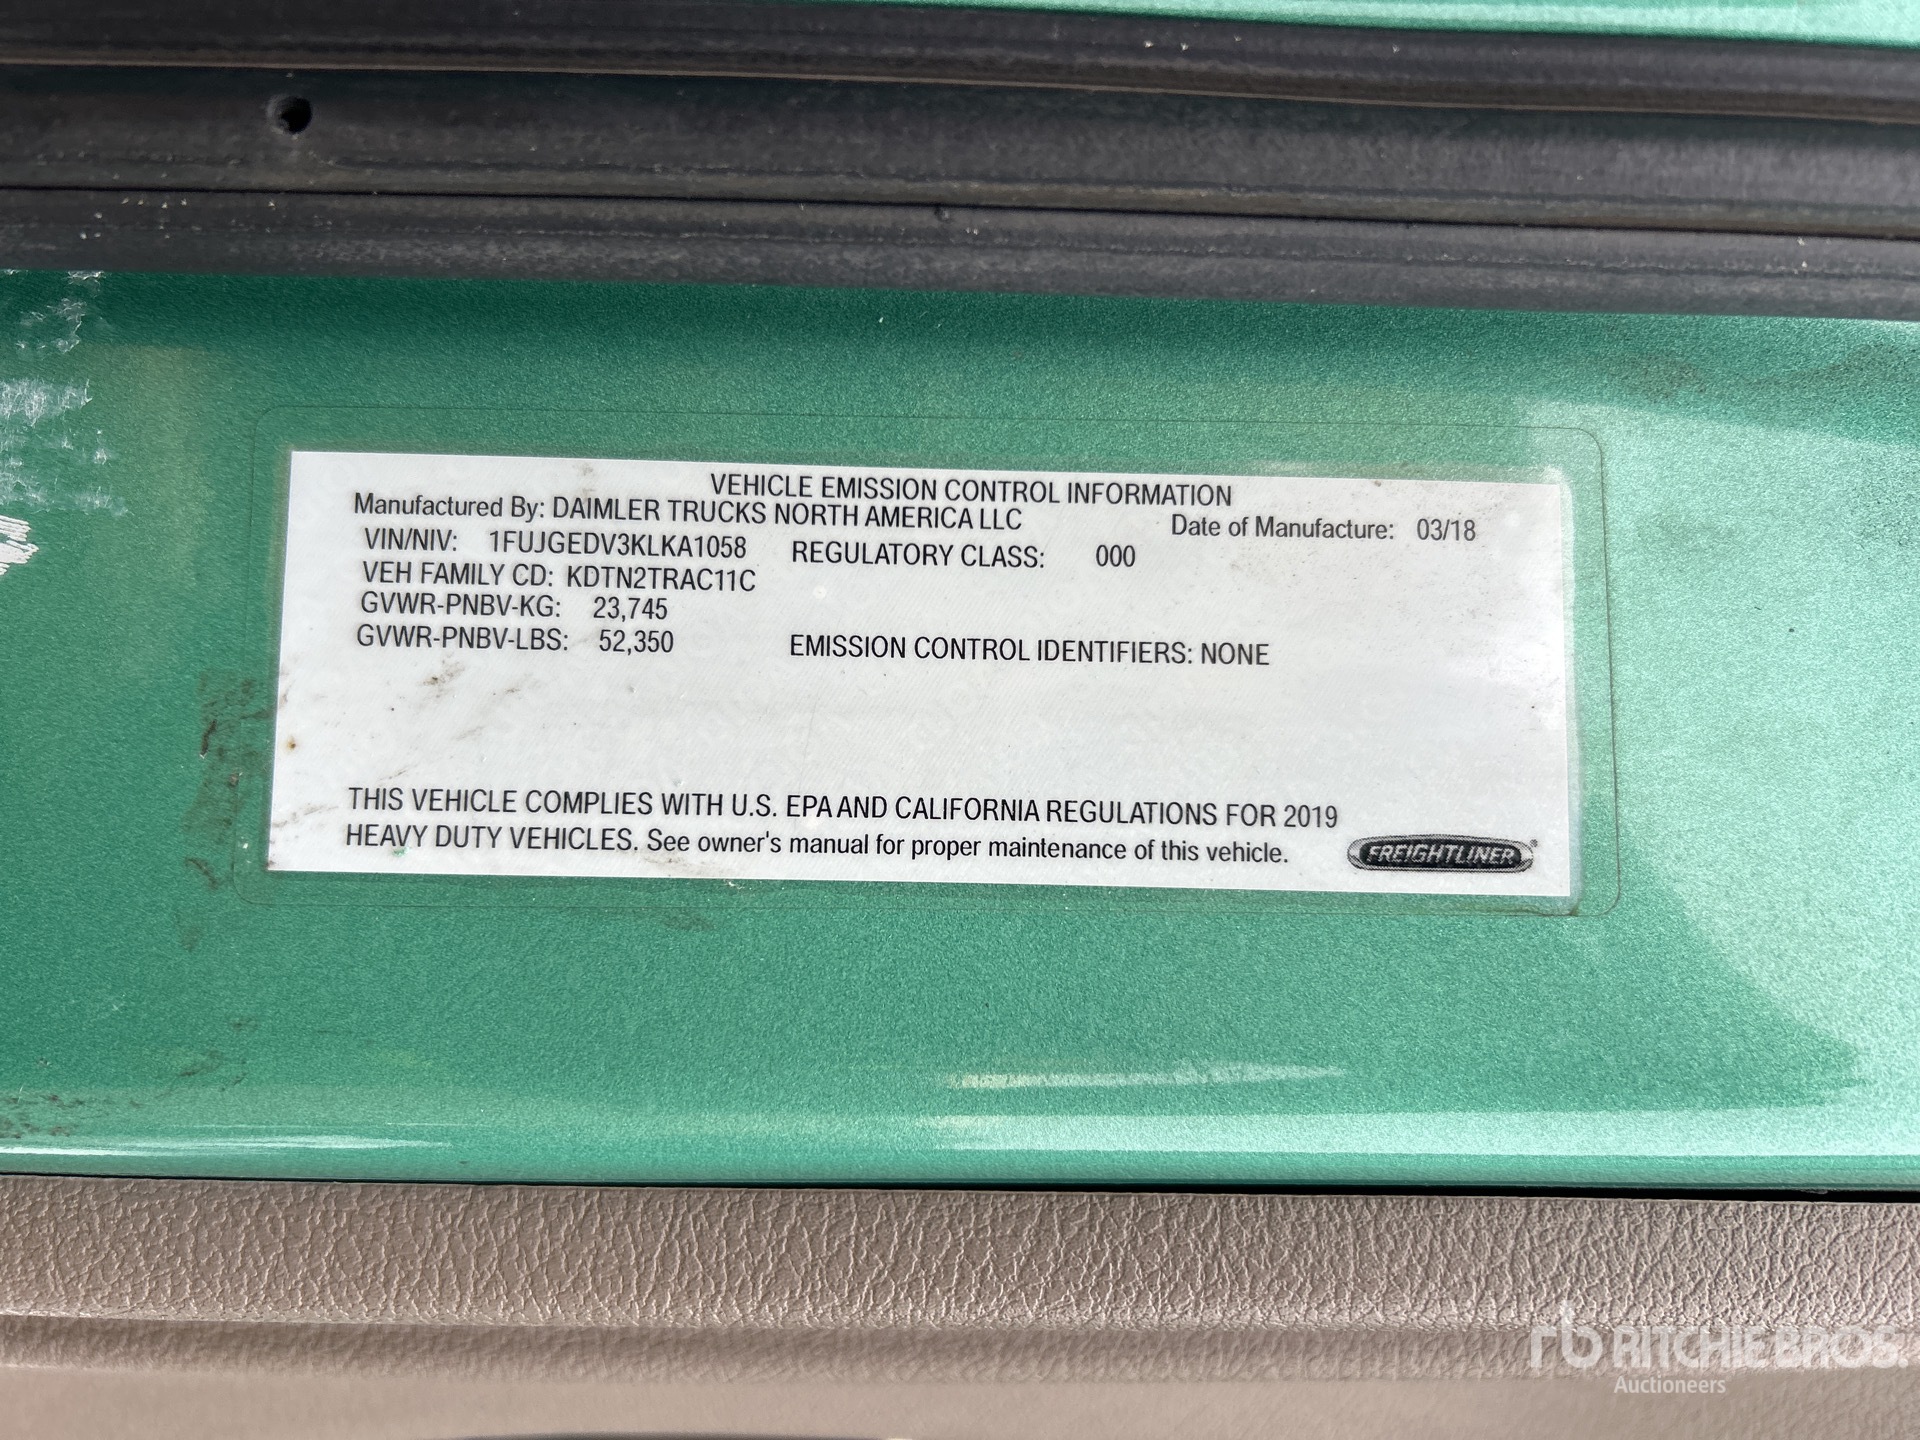 VEHICLE EMISSION CONTROL INFORMATION
Manufactured By: DAIMLER TRUCKS NORTH AMERICA LLC
Date of Manufacture: 03/18
VIN/NIV: 1FUJGEDV3KLKA1058
REGULATORY CLASS: 000
VEH FAMILY CD: KDTN2TRAC11C
GVWR-PNBV-KG: 23,745
GVWR-PNBV-LBS: 52,350
EMISSION CONTROL IDENTIFIERS: NONE
THIS VEHICLE COMPLIES WITH U.S. EPA AND CALIFORNIA REGULATIONS FOR 2019
HEAVY DUTY VEHICLES. See owner's manual for proper maintenance of this vehicle.
FREIGHTLINER
rb RITCHIE BROS.
Auctioneers